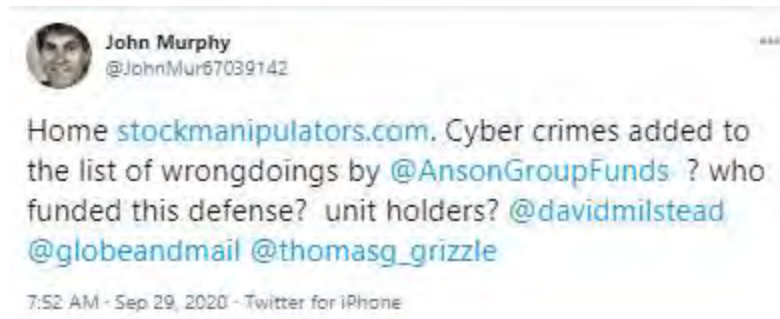 John Murphy
@JohnMur67039142
Home stockmanipulators.com. Cyber crimes added to
the list of wrongdoings by @AnsonGroupFunds ? who
funded this defense? unit holders? @davidmilstead
@globeandmail @thomasg_grizzle
7:52 AM · Sep 29, 2020 · Twitter for iPhone